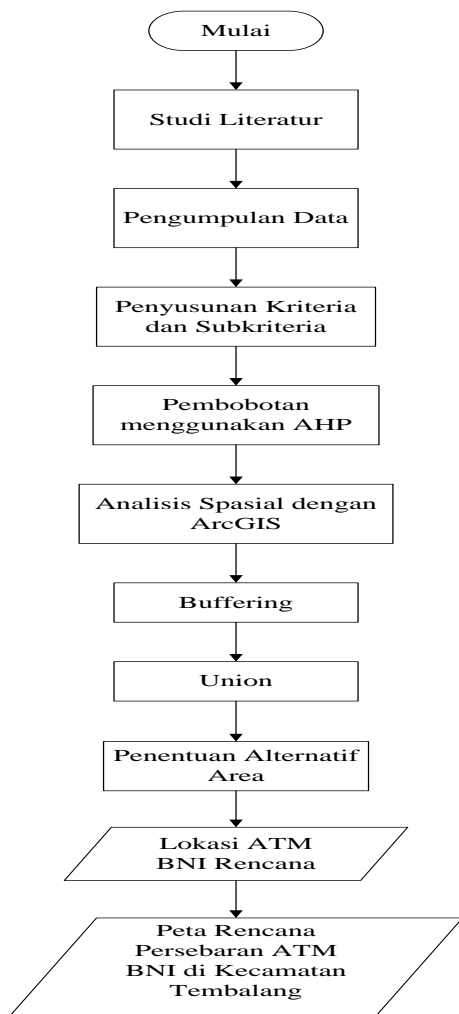 Mulai
Studi Literatur
Pengumpulan Data
Penyusunan Kriteria
dan Subkriteria
Pembobotan
menggunakan AHP
Analisis Spasial dengan
ArcGIS
Buffering
Union
Penentuan Alternatif
Area
Lokasi ATM
BNI Rencana
Peta Rencana
Persebaran ATM
BNI di Kecamatan
Tembalang